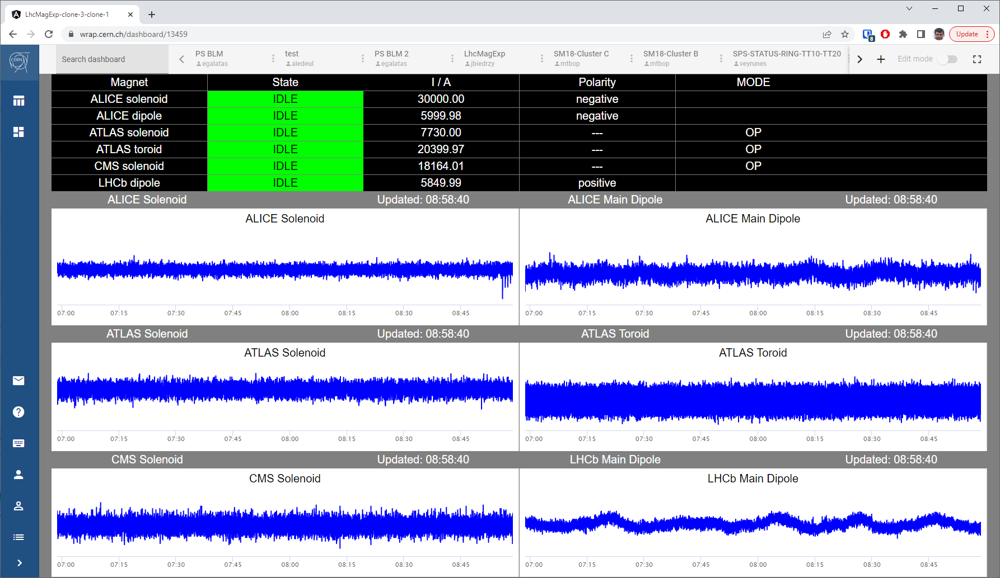 LhcMagExp-clone-3-clone-1
wrap.cern.ch/dashboard/13459
8
Update
CERN
Search dashboard
PS BLM
egalatas
test
aledeul
PS BLM 2
egalatas
LhcMagExp
jbiedrzy
SM18-Cluster C
mtbop
SM18-Cluster B
mtbop
SPS-STATUS-RING-TT10-TT20
veyrunes
Edit mode
Magnet State I / A Polarity MODE
ALICE solenoid IDLE 30000.00 negative
ALICE dipole IDLE 5999.98 negative
ATLAS solenoid IDLE 7730.00 --- OP
ATLAS toroid IDLE 20399.97 --- OP
CMS solenoid IDLE 18164.01 --- OP
LHCb dipole IDLE 5849.99 positive
ALICE Solenoid Updated: 08:58:40
ALICE Solenoid
07:00 07:15 07:30 07:45 08:00 08:15 08:30 08:45
ALICE Main Dipole Updated: 08:58:40
ALICE Main Dipole
07:00 07:15 07:30 07:45 08:00 08:15 08:30 08:45
ATLAS Solenoid Updated: 08:58:40
ATLAS Solenoid
07:00 07:15 07:30 07:45 08:00 08:15 08:30 08:45
ATLAS Toroid Updated: 08:58:40
ATLAS Toroid
07:00 07:15 07:30 07:45 08:00 08:15 08:30 08:45
CMS Solenoid Updated: 08:58:40
CMS Solenoid
07:00 07:15 07:30 07:45 08:00 08:15 08:30 08:45
LHCb Main Dipole Updated: 08:58:40
LHCb Main Dipole
07:00 07:15 07:30 07:45 08:00 08:15 08:30 08:45